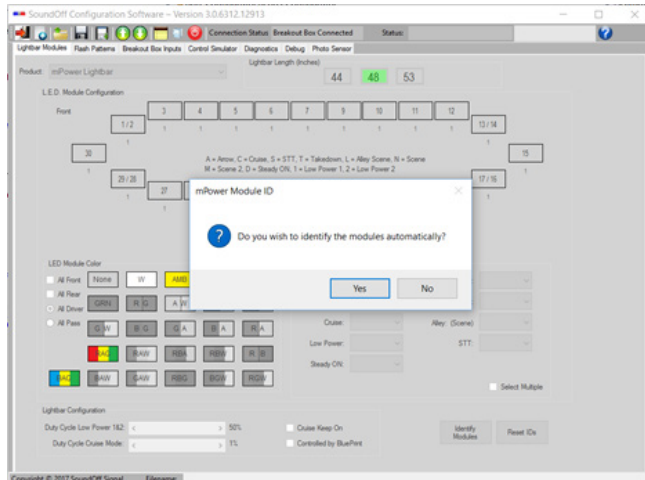 SoundOff Configuration Software - Version 3.0.6312.12913
Connection Status Breakout Box Connected Status:
Lightbar Modules Flash Patterns Breakout Box Inputs Control Simulator Diagnostics Debug Photo Sensor
Product: mPower Lightbar
Lightbar Length (Inches)
44 48 53
L.E.D. Module Configuration
Front
3 4 5 6 7 8 9 10 11 12
1/2 13/14
30 15
A = Arrow, C = Cruise, S = STT, T = Takedown, L = Alley Scene, N = Scene
M = Scene 2, D = Steady ON, 1 = Low Power 1, 2 = Low Power 2
29/28 17/16
27
mPower Module ID
Do you wish to identify the modules automatically?
Yes No
LED Module Color
All Front None W AMB
All Rear
All Driver GRN R G A W
All Pass
G W B G G A B A R A
RAG RAW RBA RBW R B
BAG BAW GAW RBG BGW RGW
Cruise: Alley: (Scene)
Low Power: STT:
Steady ON:
Select Multiple
Lightbar Configuration
Duty Cycle Low Power 1&2: 50% Cruise Keep On
Duty Cycle Cruise Mode: 1% Controlled by BluePrint
Identify Modules Reset IDs
Copyright © 2017 SoundOff Signal Filename: